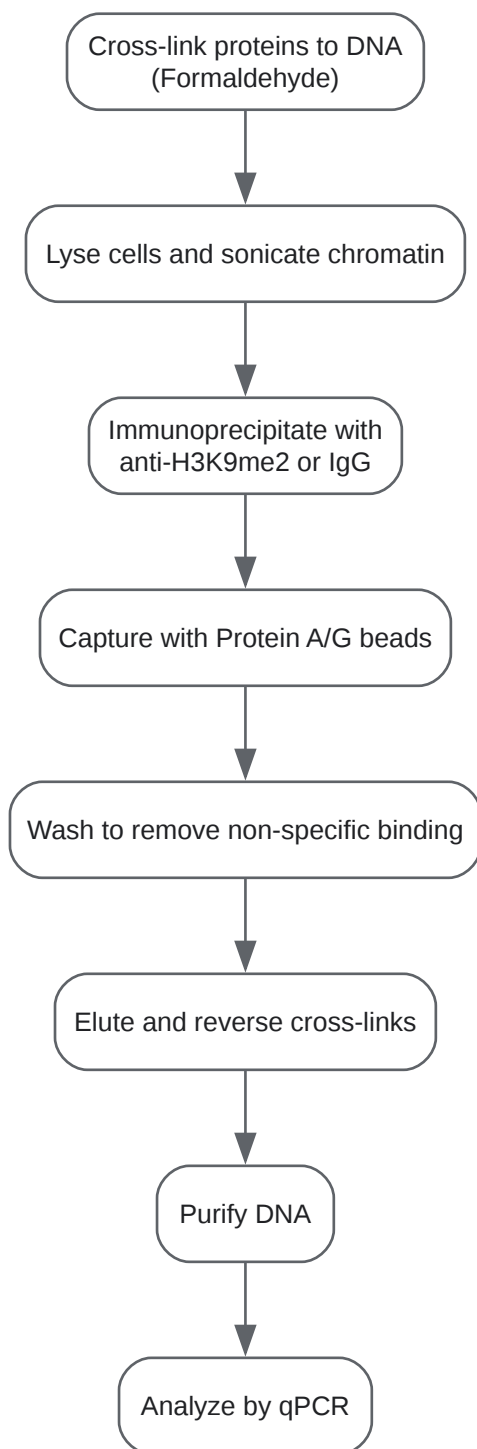 Cross-link proteins to DNA
(Formaldehyde)
Lyse cells and sonicate chromatin
Immunoprecipitate with
anti-H3K9me2 or IgG
Capture with Protein A/G beads
Wash to remove non-specific binding
Elute and reverse cross-links
Purify DNA
Analyze by qPCR